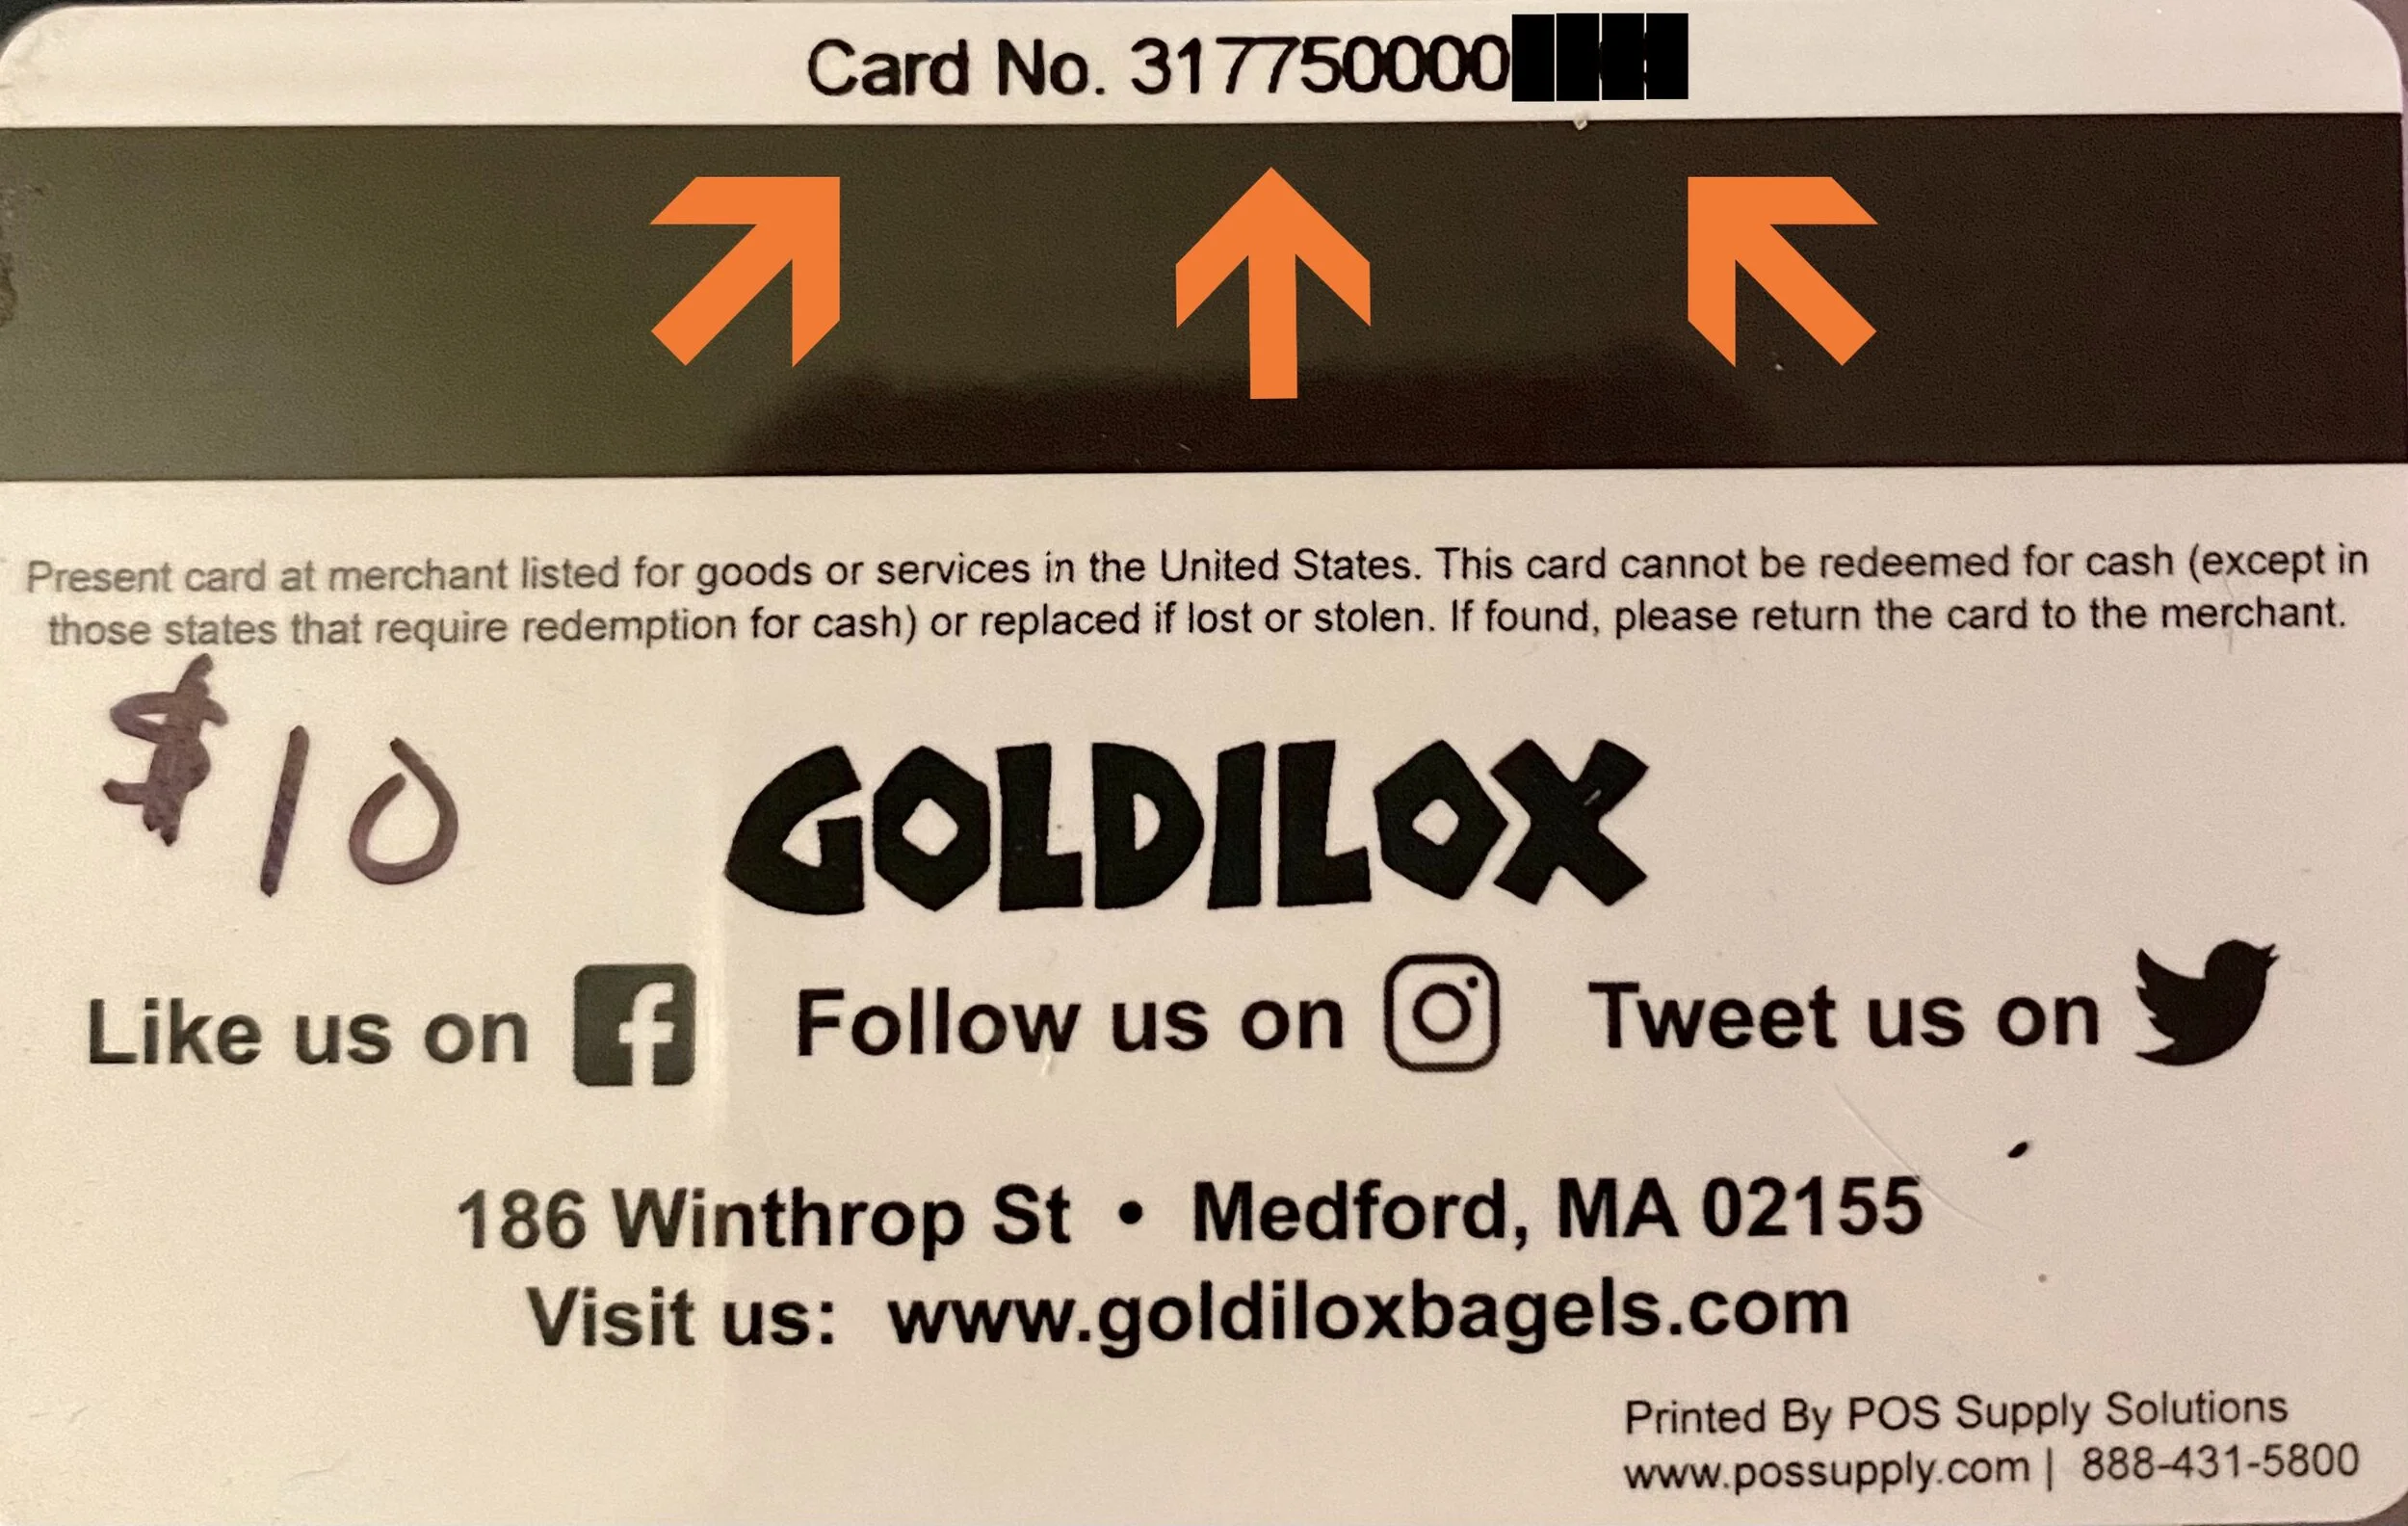 Card No. 317750000
Present card at merchant listed for goods or services in the United States. This card cannot be redeemed for cash (except in
those states that require redemption for cash) or replaced if lost or stolen. If found, please return the card to the merchant.
$10
GOLDILOX
Like us on Follow us on Tweet us on
186 Winthrop St • Medford, MA 02155
Visit us: www.goldiloxbagels.com
Printed By POS Supply Solutions
www.possupply.com | 888-431-5800